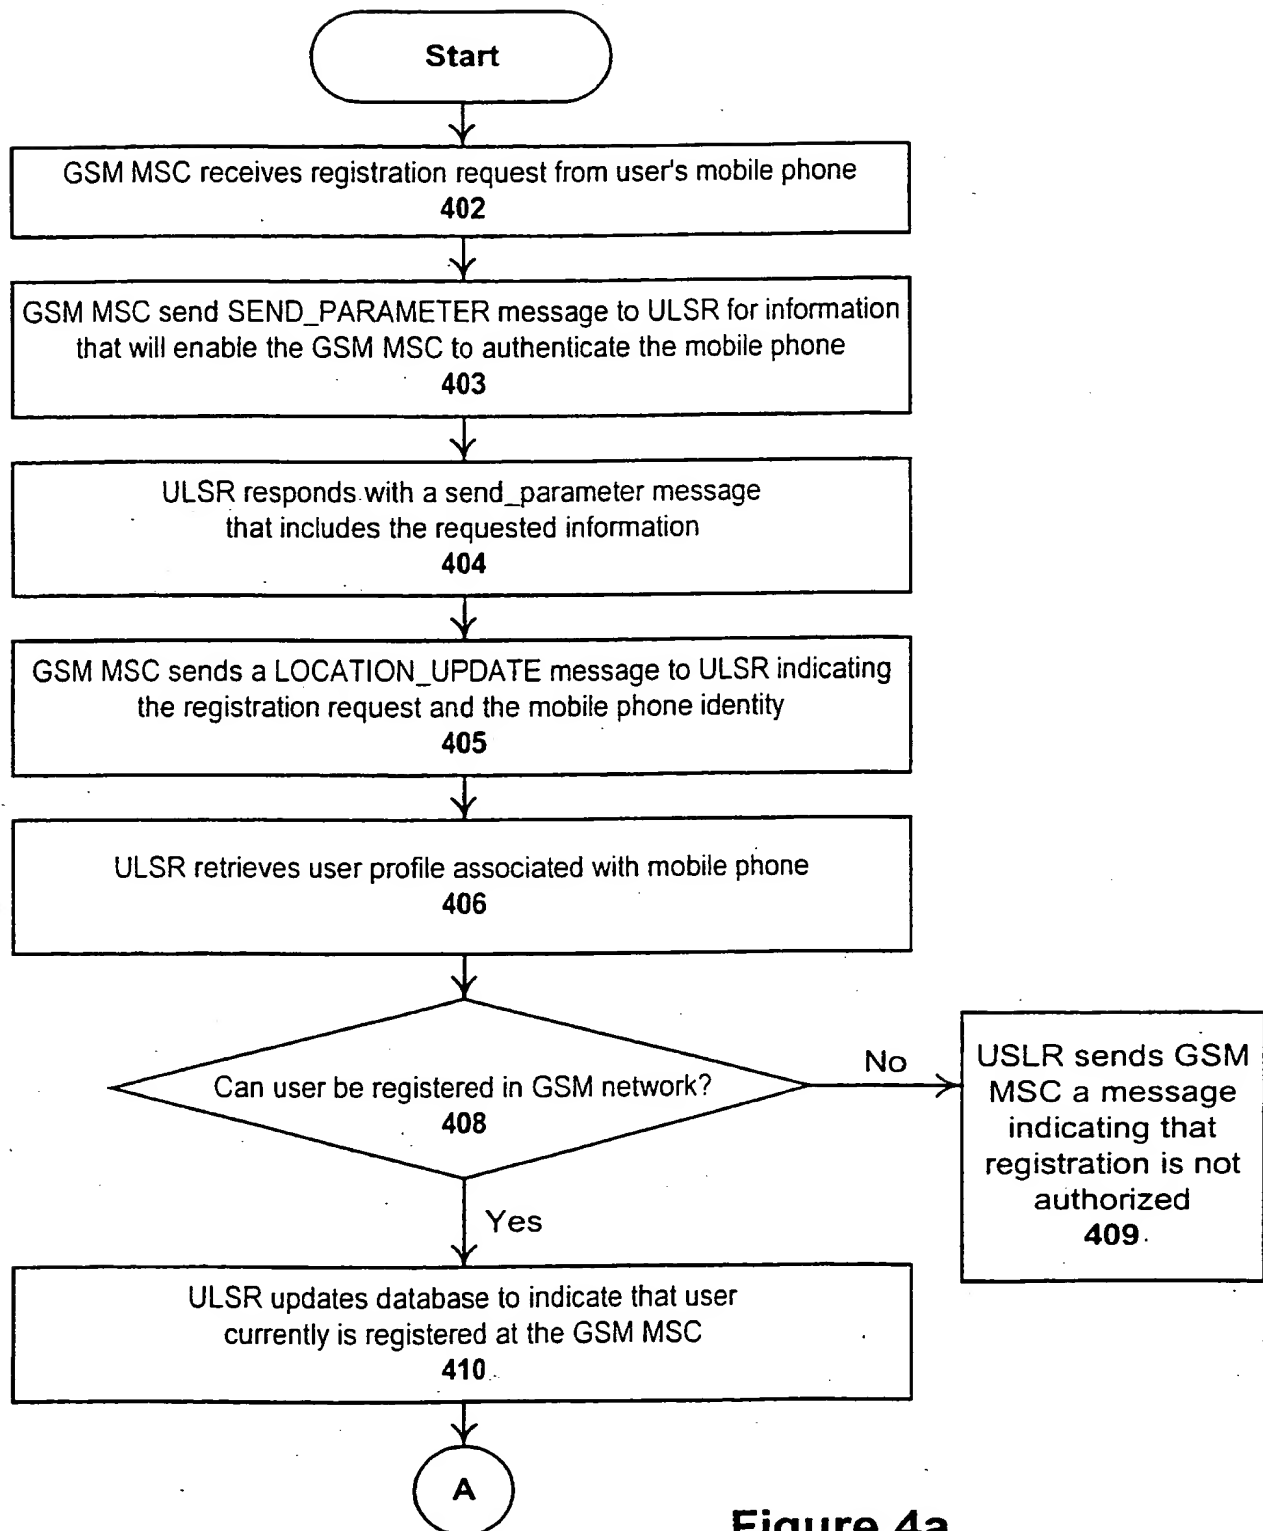 Start
GSM MSC receives registration request from user's mobile phone
402
GSM MSC send SEND_PARAMETER message to ULSR for information
that will enable the GSM MSC to authenticate the mobile phone
403
ULSR responds with a send_parameter message
that includes the requested information
404
GSM MSC sends a LOCATION_UPDATE message to ULSR indicating
the registration request and the mobile phone identity
405
ULSR retrieves user profile associated with mobile phone
406
Can user be registered in GSM network?
408
No
USLR sends GSM
MSC a message
indicating that
registration is not
authorized
409
Yes
ULSR updates database to indicate that user
currently is registered at the GSM MSC
410
A
Figure 4a